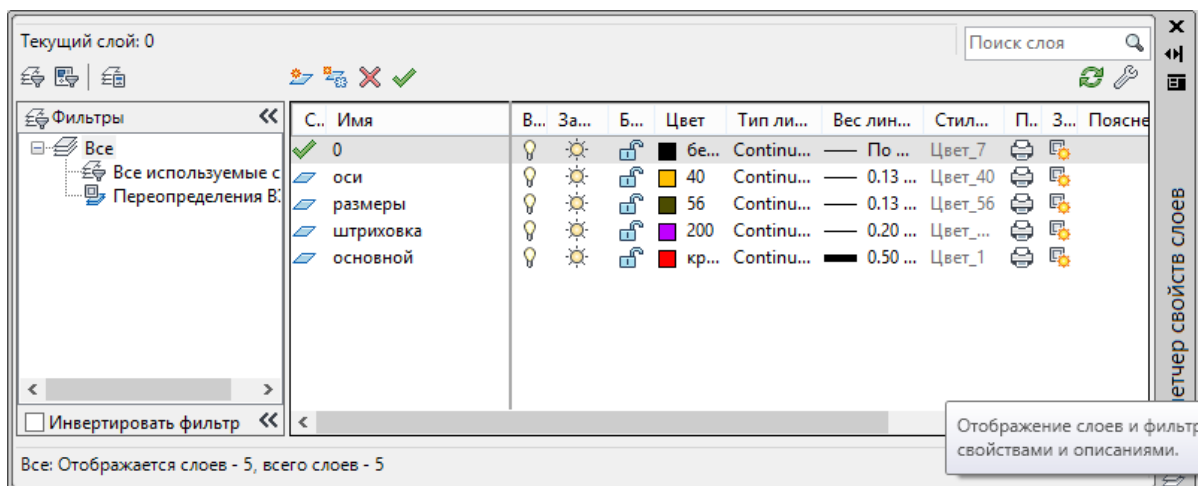 Текущий слой: 0
Поиск слоя
Фильтры
С.. Имя В... За... Б... Цвет Тип ли... Вес лин... Стил... П.. З... Поясне
Все
Все используемые с
Переопределения В
0 бе... Continu... По ... Цвет_7
оси 40 Continu... 0.13 ... Цвет_40
размеры 56 Continu... 0.13 ... Цвет_56
штриховка 200 Continu... 0.20 ... Цвет_...
основной кр... Continu... 0.50 ... Цвет_1
Инвертировать фильтр
Все: Отображается слоев - 5, всего слоев - 5
етчер свойств слоев
Отображение слоев и фильтр
свойствами и описаниями.